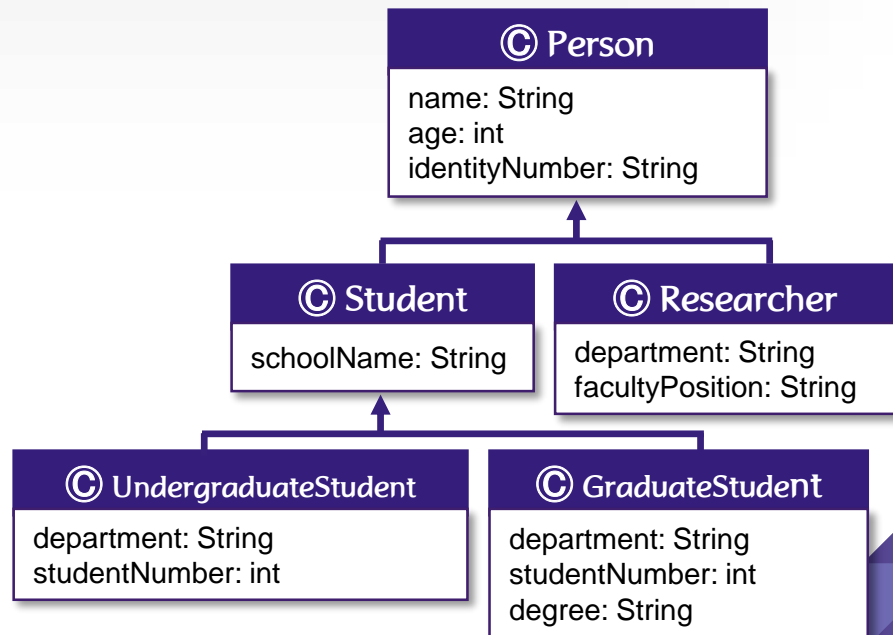 © Person
name: String
age: int
identityNumber: String
© Student
schoolName: String
© Researcher
department: String
facultyPosition: String
© UndergraduateStudent
department: String
studentNumber: int
© GraduateStudent
department: String
studentNumber: int
degree: String